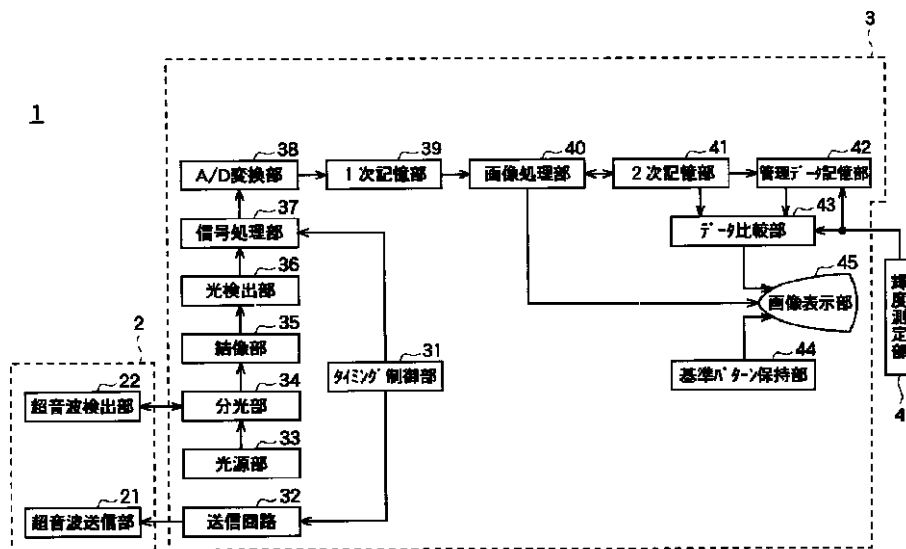 3
1
38
39
40
41
42
A/D変換部
1次記憶部
画像処理部
2次記憶部
管理データ記憶部
37
43
信号処理部
データ比較部
36
45
光検出部
画像表示部
輝度測定部
35
2
結像部
31
44
22
34
タイミング制御部
基準パターン保持部
4
超音波検出部
分光部
33
光源部
21
32
超音波送信部
送信回路